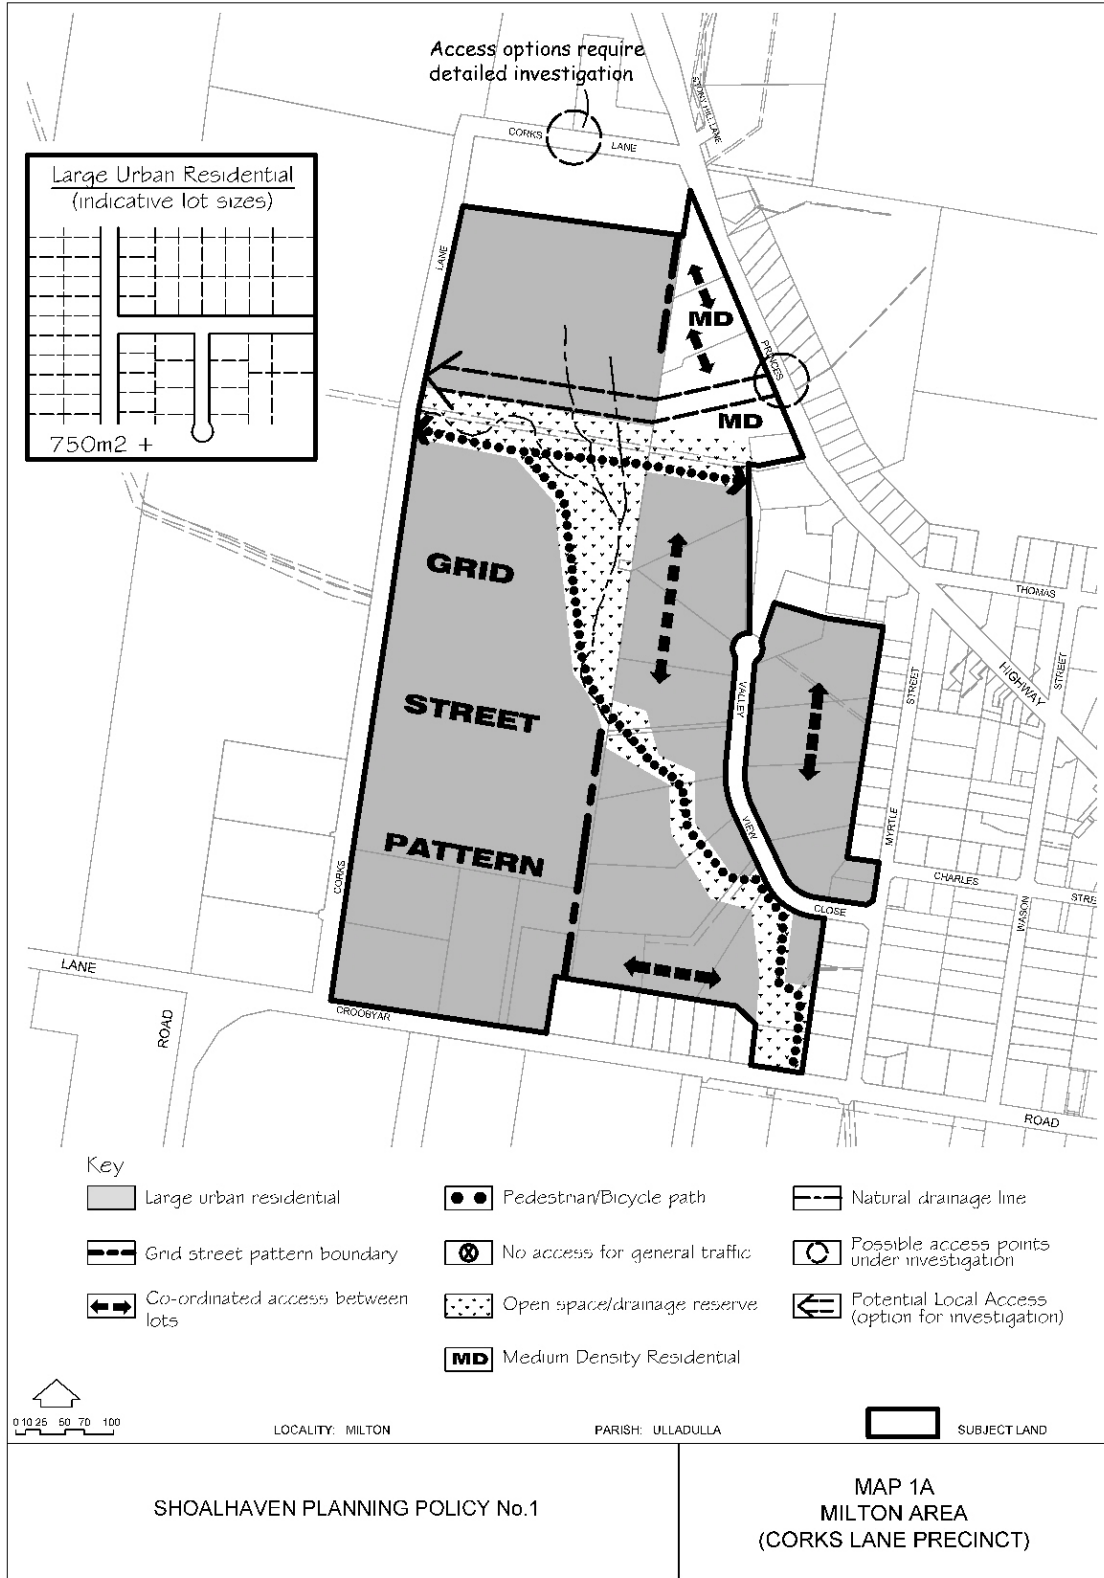 Access options require
detailed investigation
STONY HILL LANE
CORKS
LANE
Large Urban Residential
(indicative lot sizes)
750m2 +
LANE
MD
PRINCES
MD
GRID
THOMAS
HIGHWAY
STREET
STREET
VALLEY
STREET
VIEW
MYRTLE
PATTERN
CORKS
CHARLES
STRE
WASON
CLOSE
LANE
ROAD
CROOBYAR
ROAD
Key
Large urban residential
Pedestrian/Bicycle path
Natural drainage line
Grid street pattern boundary
No access for general traffic
Possible access points
under investigation
Co-ordinated access between
lots
Open space/drainage reserve
Potential Local Access
(option for investigation)
MD Medium Density Residential
0 10 25 50 70 100
LOCALITY: MILTON
PARISH: ULLADULLA
SUBJECT LAND
SHOALHAVEN PLANNING POLICY No.1
MAP 1A
MILTON AREA
(CORKS LANE PRECINCT)